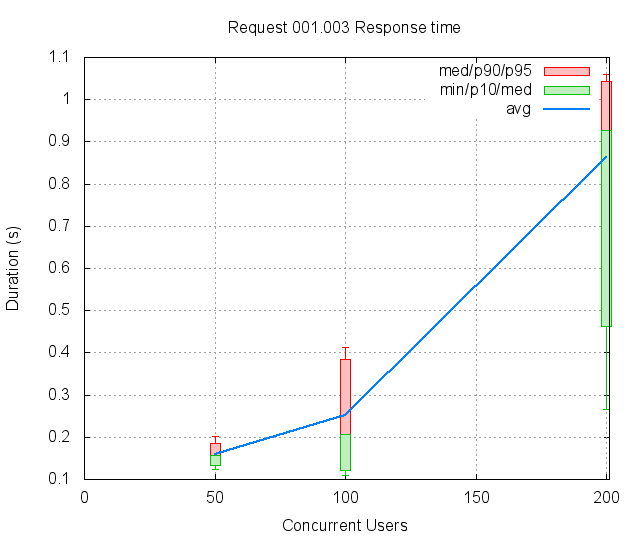 Request 001.003 Response time
med/p90/p95
min/p10/med
avg
Duration (s)
1.1
1
0.9
0.8
0.7
0.6
0.5
0.4
0.3
0.2
0.1
0 50 100 150 200
Concurrent Users